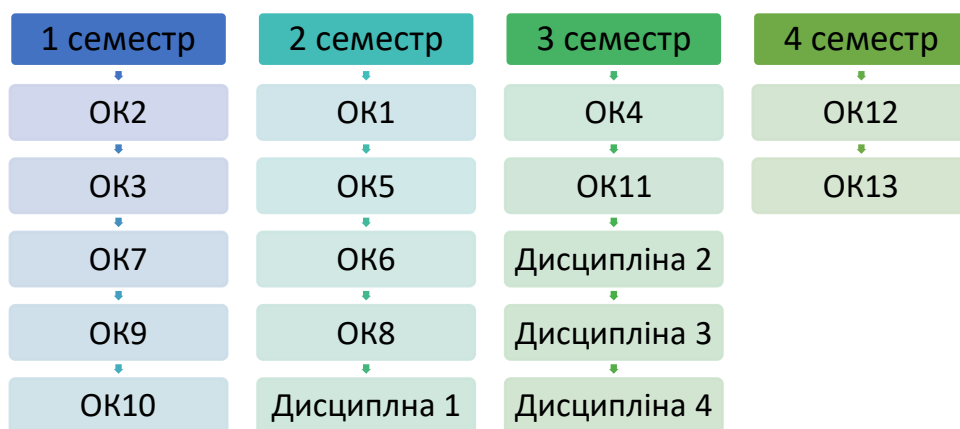 1 семестр
ОК2
ОК3
ОК7
ОК9
ОК10
2 семестр
ОК1
ОК5
ОК6
ОК8
Дисциплна 1
3 семестр
ОК4
ОК11
Дисципліна 2
Дисципліна 3
Дисципліна 4
4 семестр
ОК12
ОК13